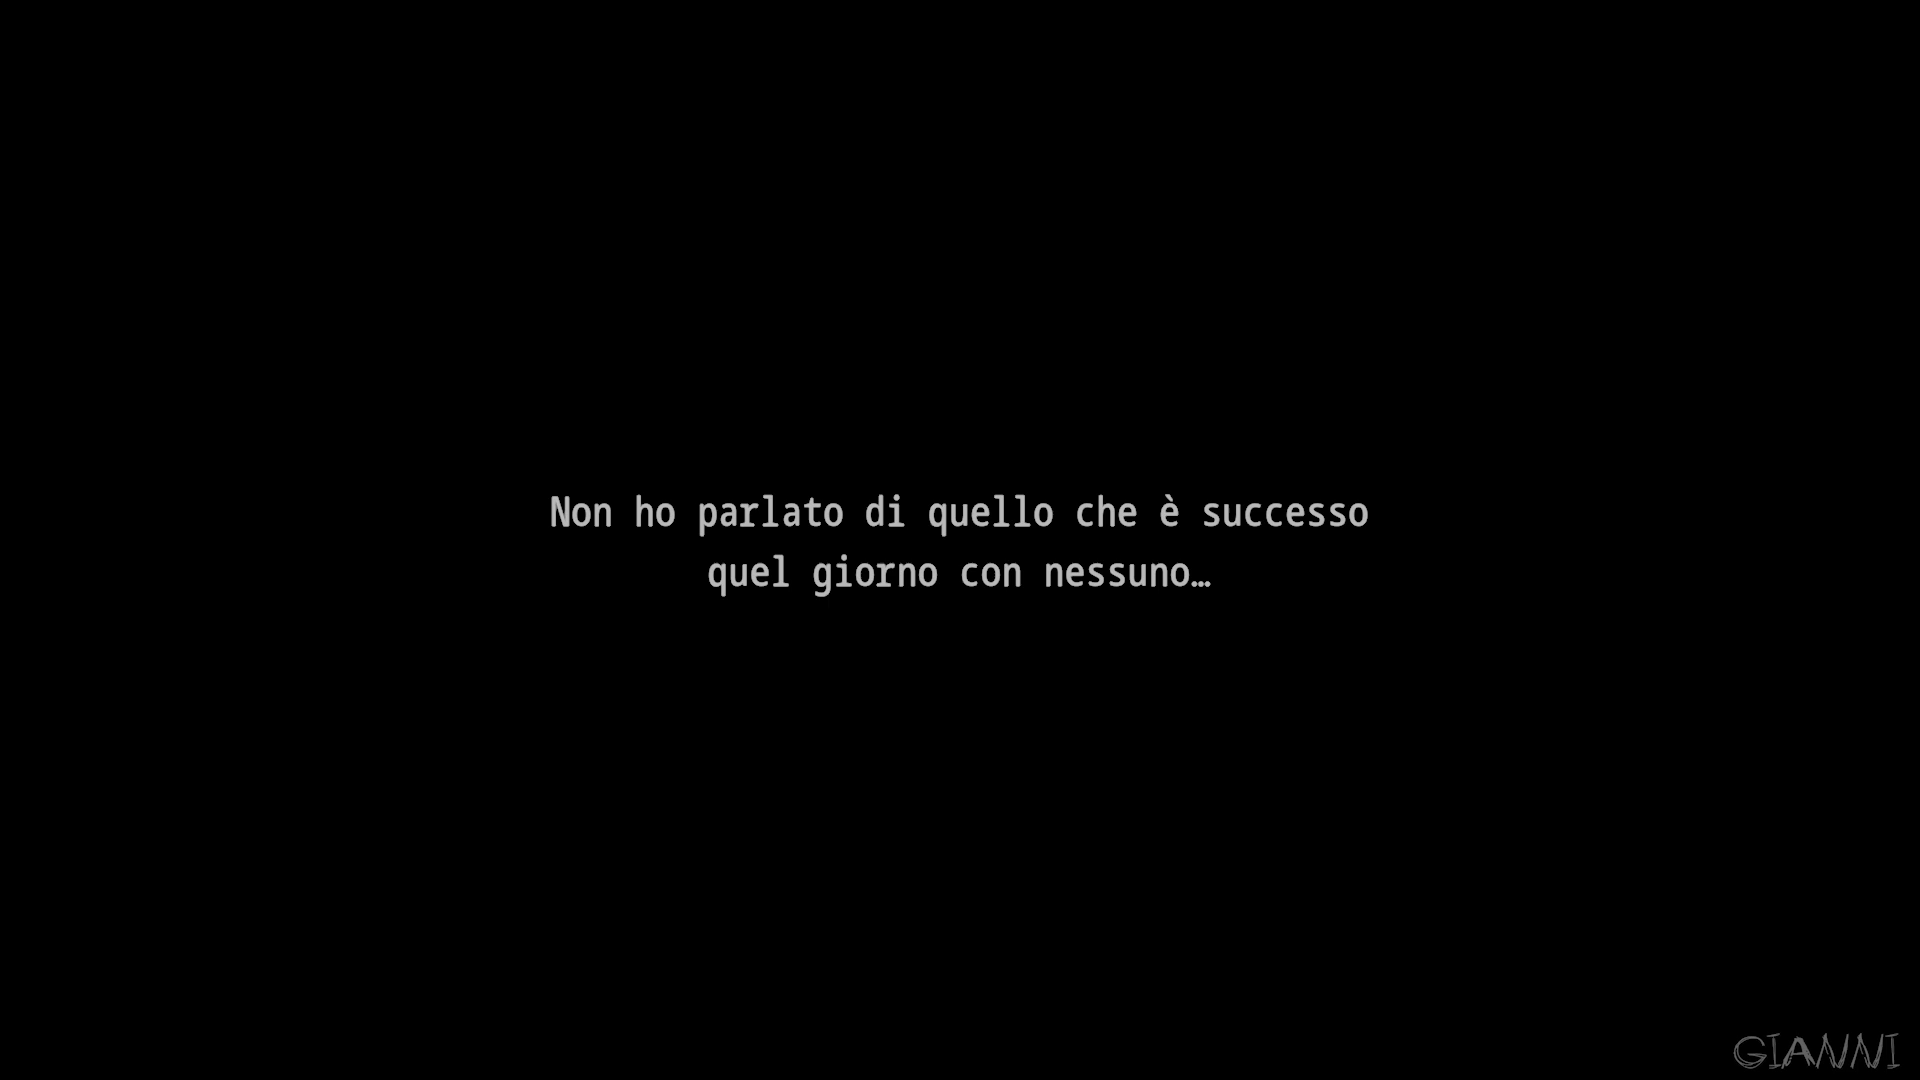 Non ho parlato di quello che è successo
quel giorno con nessuno…
GIANNI